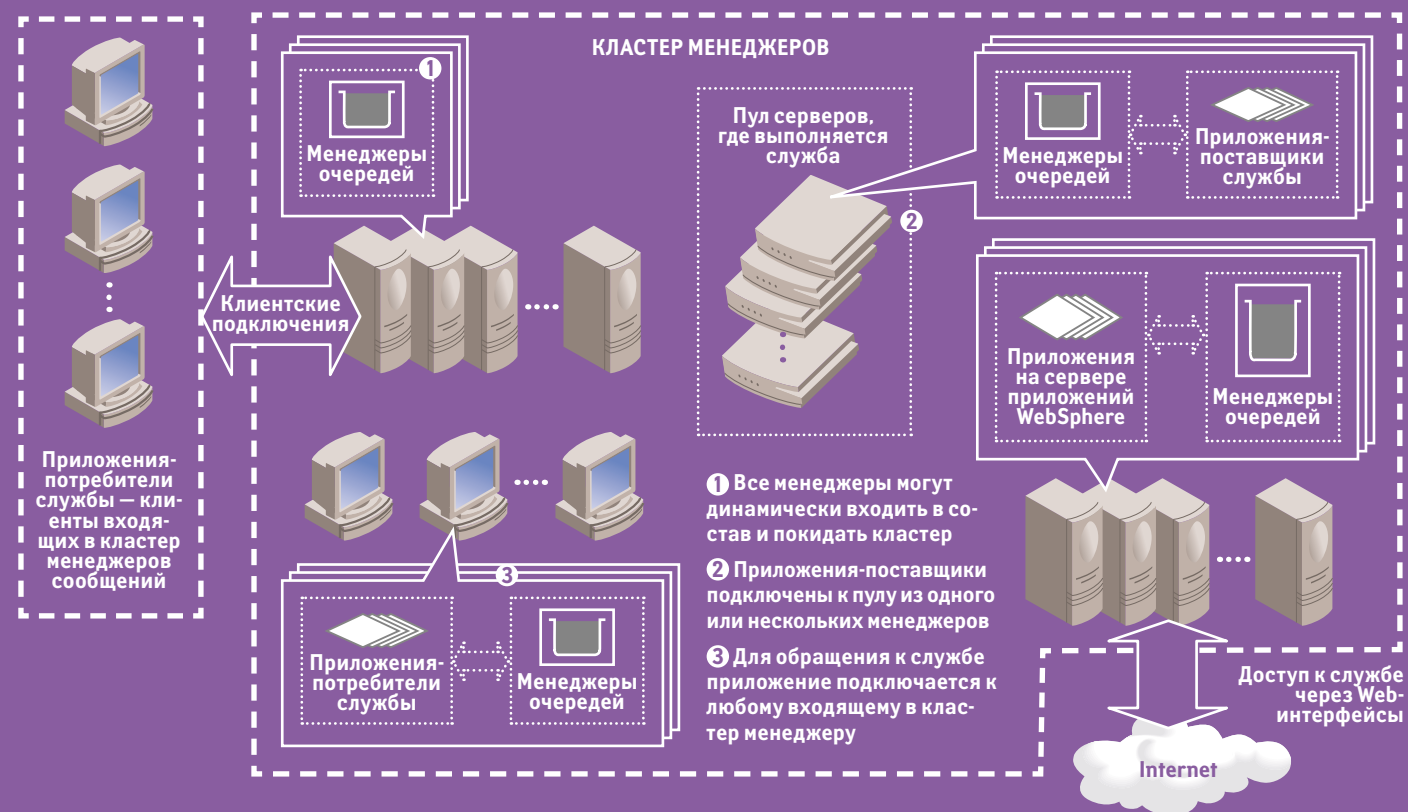 КЛАСТЕР МЕНЕДЖЕРОВ
1
Менеджеры
очередей
Пул серверов,
где выполняется
служба
2
Менеджеры
очередей
Приложения-
поставщики
службы
Клиентские
подключения
Приложения
на сервере
приложений
WebSphere
Менеджеры
очередей
Приложения-
потребители
службы – кли-
енты входя-
щих в кластер
менеджеров
сообщений
3
Приложения-
потребители
службы
Менеджеры
очередей
1 Все менеджеры могут
динамически входить в со-
став и покидать кластер
2 Приложения-поставщики
подключены к пулу из одного
или нескольких менеджеров
3 Для обращения к службе
приложение подключается к
любому входящему в клас-
тер менеджеру
Доступ к службе
через Web-
интерфейсы
Internet